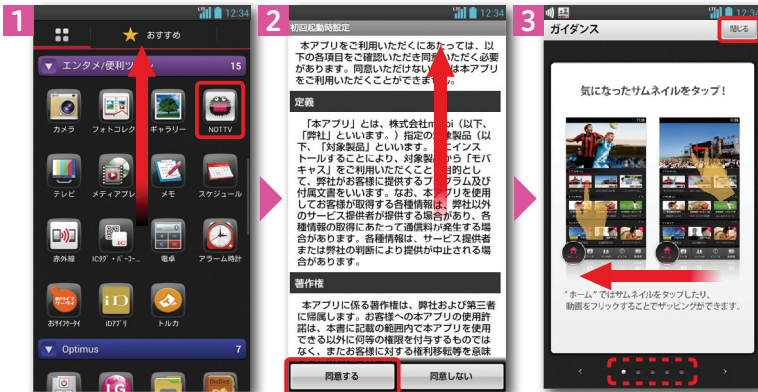 1
12:34
おすすめ
エンタメ/便利ツ
15
カメラ
フォトコレク
ギャラリー
NOTTV
テレビ
メディアプレ
メモ
スケジュール
赤外線
ICタグ・バーコー...
電卓
アラーム時計
おサイフケータイ
iDアプリ
トルカ
Optimus
7
2
12:34
初回起動時設定
本アプリをご利用いただくにあたっては、以
下の各項目をご確認いただき同意いただく必要
があります。同意いただけない
は本アプリ
をご利用いただくことができません。
定義
「本アプリ」とは、株式会社m
bi（以下、
「弊社」といいます。）指定の対象製品（以
下、「対象製品」といいます。）にインス
トールすることにより、対象製品から「モバ
キャス」をご利用いただくこと
目的とし
て、弊社がお客様に提供するプログラム及び
付属文書をいいます。なお、本アプリを使用
してお客様が取得する各種情報は、弊社以外
のサービス提供者が提供する場合があり、各
種情報の取得にあたって通信料が発生する場
合があります。各種情報は、サービス提供者
または弊社の判断により提供が中止される場
合があります。
著作権
本アプリに係る著作権は、弊社および第三者
に帰属します。お客様への本アプリの使用許
諾は、本書に記載の範囲内で本アプリを使用
できる以外に何等の権限を付与するものでは
なく、またお客様に対する権利移転等を意味
同意する
同意しない
3
12:34
ガイダンス
閉じる
気になったサムネイルをタップ！
"ホーム"ではサムネイルをタップしたり、
動画をフリックすることでザッピングができます。